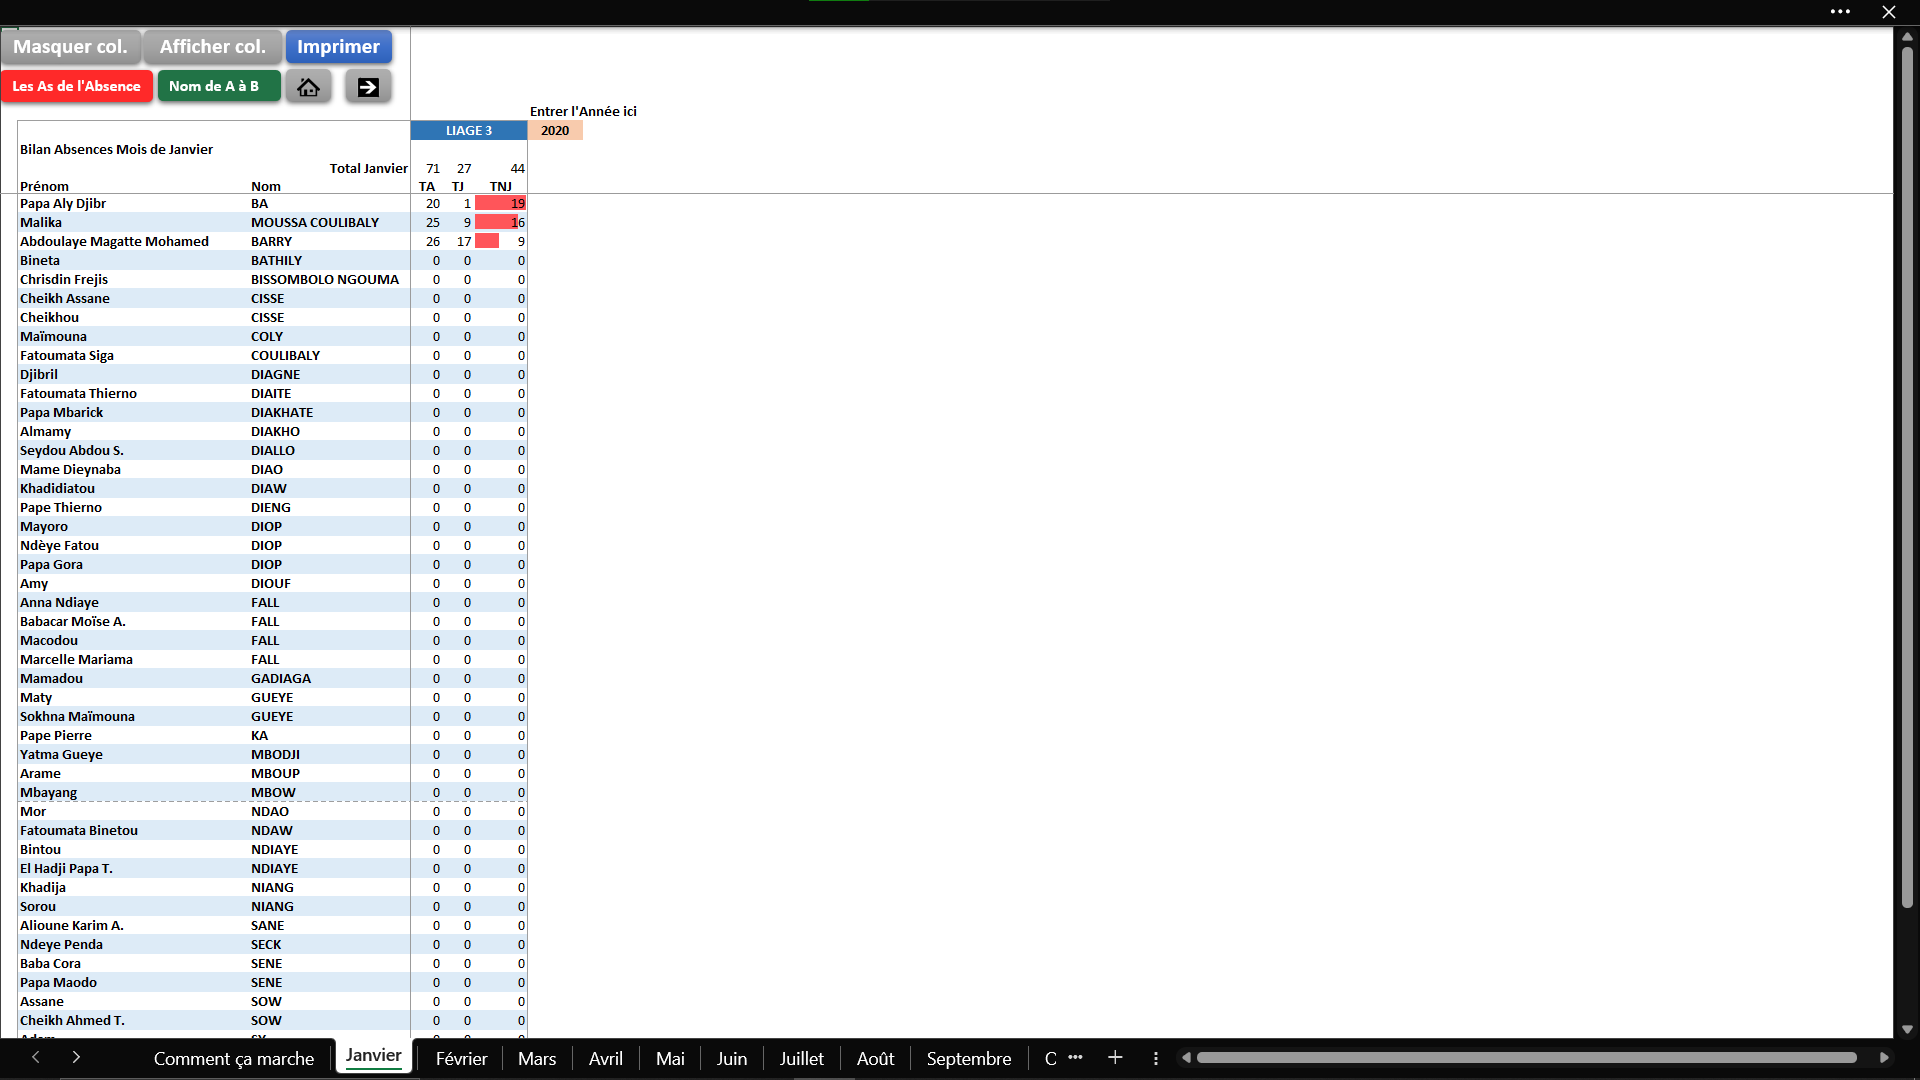 Masquer col. Afficher col. Imprimer
Les As de l'Absence Nom de A à B
Entrer l'Année ici
LIAGE 3 2020
Bilan Absences Mois de Janvier
Total Janvier 71 27 44
Prénom Nom TA TJ TNJ
Papa Aly Djibr BA 20 1 19
Malika MOUSSA COULIBALY 25 9 16
Abdoulaye Magatte Mohamed BARRY 26 17 9
Bineta BATHILY 0 0 0
Chrisdin Frejis BISSOMBOLO NGOUMA 0 0 0
Cheikh Assane CISSE 0 0 0
Cheikhou CISSE 0 0 0
Maïmouna COLY 0 0 0
Fatoumata Siga COULIBALY 0 0 0
Djibril DIAGNE 0 0 0
Fatoumata Thierno DIAITE 0 0 0
Papa Mbarick DIAKHATE 0 0 0
Almamy DIAKHO 0 0 0
Seydou Abdou S. DIALLO 0 0 0
Mame Dieynaba DIAO 0 0 0
Khadidiatou DIAW 0 0 0
Pape Thierno DIENG 0 0 0
Mayoro DIOP 0 0 0
Ndèye Fatou DIOP 0 0 0
Papa Gora DIOP 0 0 0
Amy DIOUF 0 0 0
Anna Ndiaye FALL 0 0 0
Babacar Moïse A. FALL 0 0 0
Macodou FALL 0 0 0
Marcelle Mariama FALL 0 0 0
Mamadou GADIAGA 0 0 0
Maty GUEYE 0 0 0
Sokhna Maïmouna GUEYE 0 0 0
Pape Pierre KA 0 0 0
Yatma Gueye MBODJI 0 0 0
Arame MBOUP 0 0 0
Mbayang MBOW 0 0 0
Mor NDAO 0 0 0
Fatoumata Binetou NDAW 0 0 0
Bintou NDIAYE 0 0 0
El Hadji Papa T. NDIAYE 0 0 0
Khadija NIANG 0 0 0
Sorou NIANG 0 0 0
Alioune Karim A. SANE 0 0 0
Ndeye Penda SECK 0 0 0
Baba Cora SENE 0 0 0
Papa Maodo SENE 0 0 0
Assane SOW 0 0 0
Cheikh Ahmed T. SOW 0 0 0
Comment ça marche Janvier Février Mars Avril Mai Juin Juillet Août Septembre